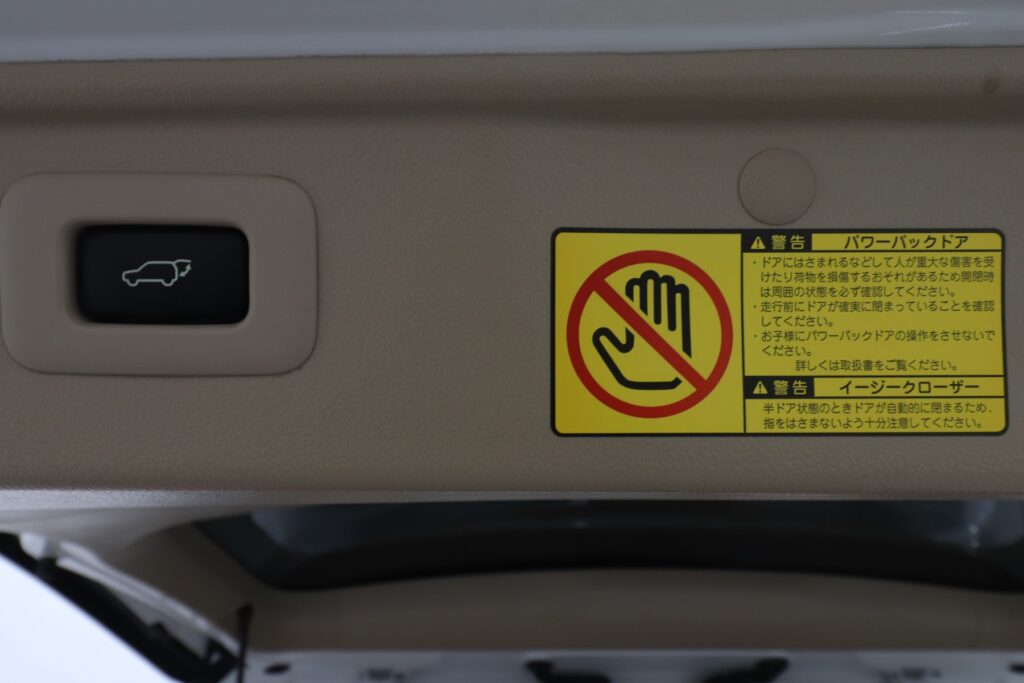 警告 パワーバックドア
・ドアにはさまれるなどして人が重大な傷害を受
けたり荷物を損傷するおそれがあるため開閉時
は周囲の状態を必ず確認してください。
・走行前にドアが確実に閉まっていることを確認
してください。
・お子様にパワーバックドアの操作をさせないで
ください。
詳しくは取扱書をご覧ください。
警告 イージークローザー
半ドア状態のときドアが自動的に閉まるため、
指をはさまないよう十分注意してください。